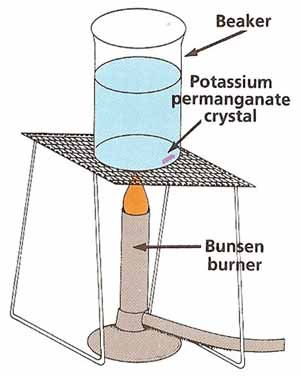 Beaker
Potassium
permanganate
crystal
Bunsen
burner